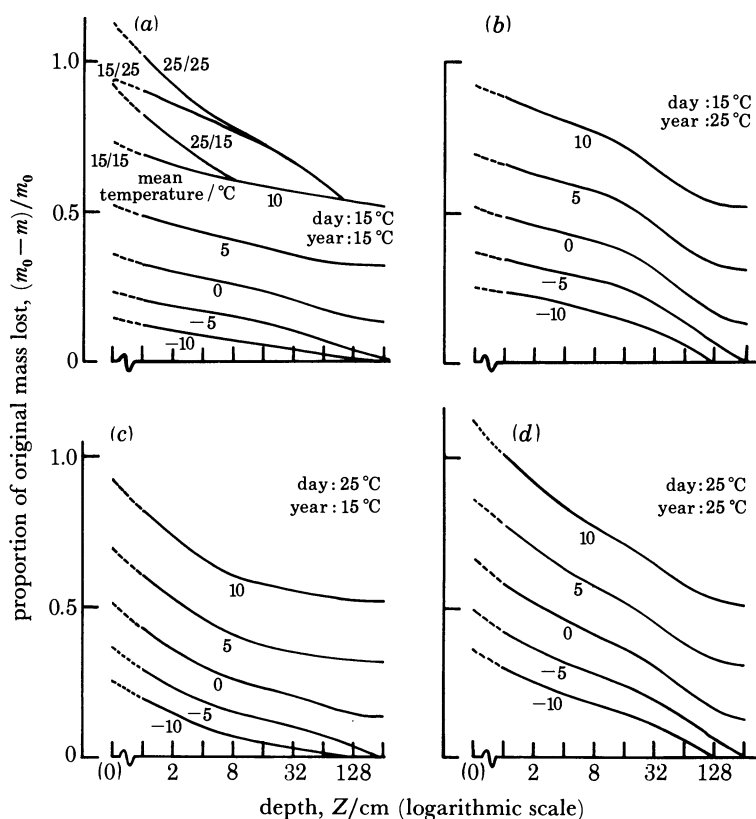 proportion of original mass lost, (m₀ − m)/m₀
(a)
1.0
15/25
25/25
25/15
15/15
mean
temperature/°C
10
day:15°C
year:15°C
0.5
5
0
−5
−10
0
(b)
day:15°C
year:25°C
10
5
0
−5
−10
(c)
1.0
day:25°C
year:15°C
10
0.5
5
0
−5
−10
0
(0) 2 8 32 128
(d)
day:25°C
year:25°C
10
5
0
−5
−10
(0) 2 8 32 128
depth, Z/cm (logarithmic scale)